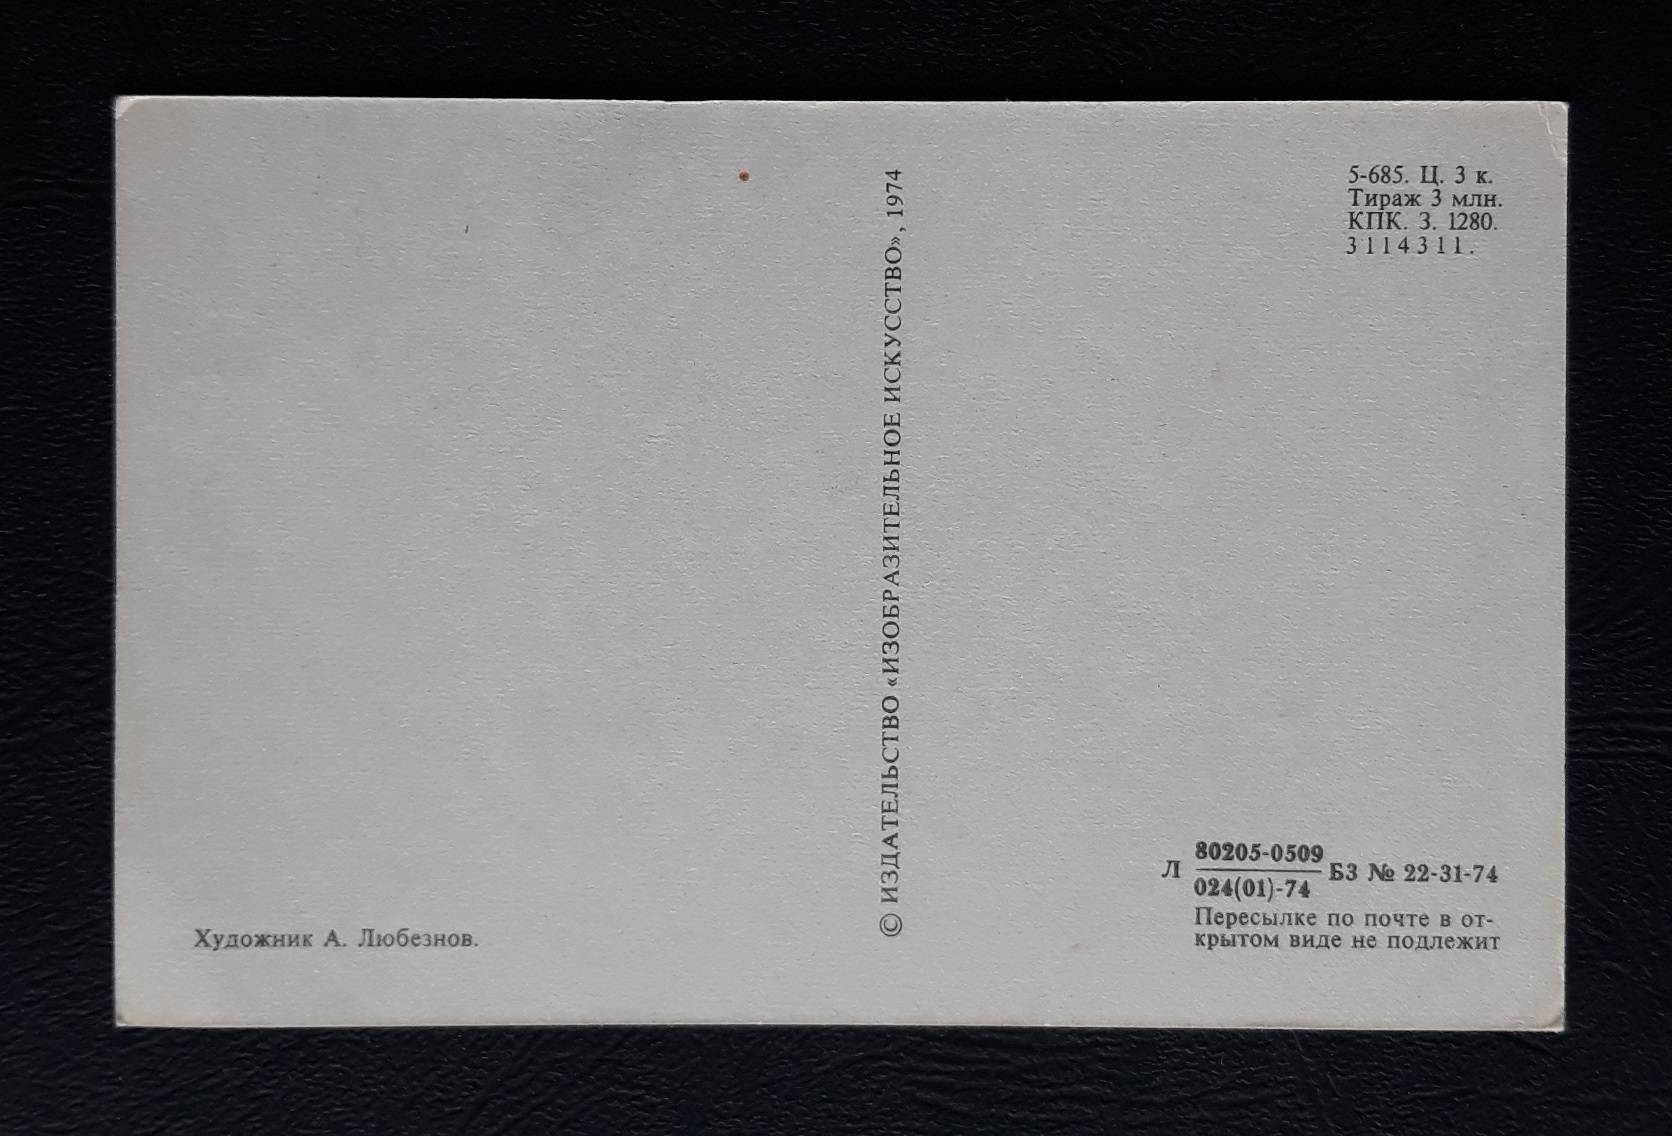 5-685. Ц. 3 к.
Тираж 3 млн.
КПК. З. 1280.
3114311.
© ИЗДАТЕЛЬСТВО «ИЗОБРАЗИТЕЛЬНОЕ ИСКУССТВО», 1974
Художник А. Любезнов.
Л 80205-0509 БЗ № 22-31-74
024(01)-74
Пересылке по почте в от-
крытом виде не подлежит